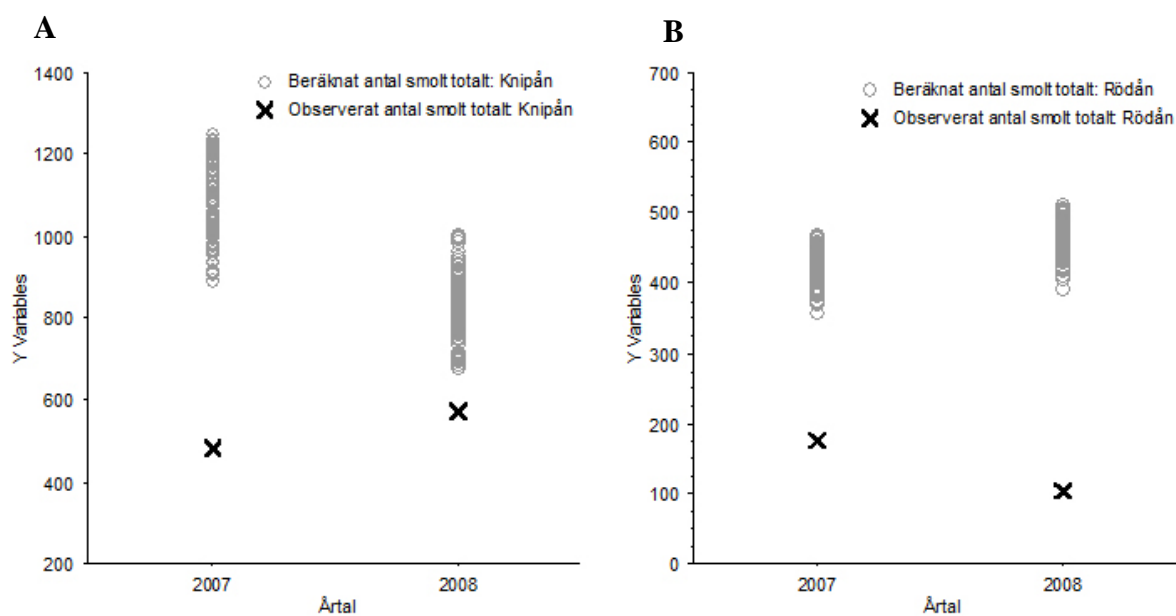 A
Beräknat antal smolt totalt: Knipån
Observerat antal smolt totalt: Knipån
1400
1200
1000
800
600
400
200
Y Variables
2007
2008
Årtal
B
Beräknat antal smolt totalt: Rödån
Observerat antal smolt totalt: Rödån
700
600
500
400
300
200
100
0
Y Variables
2007
2008
Årtal